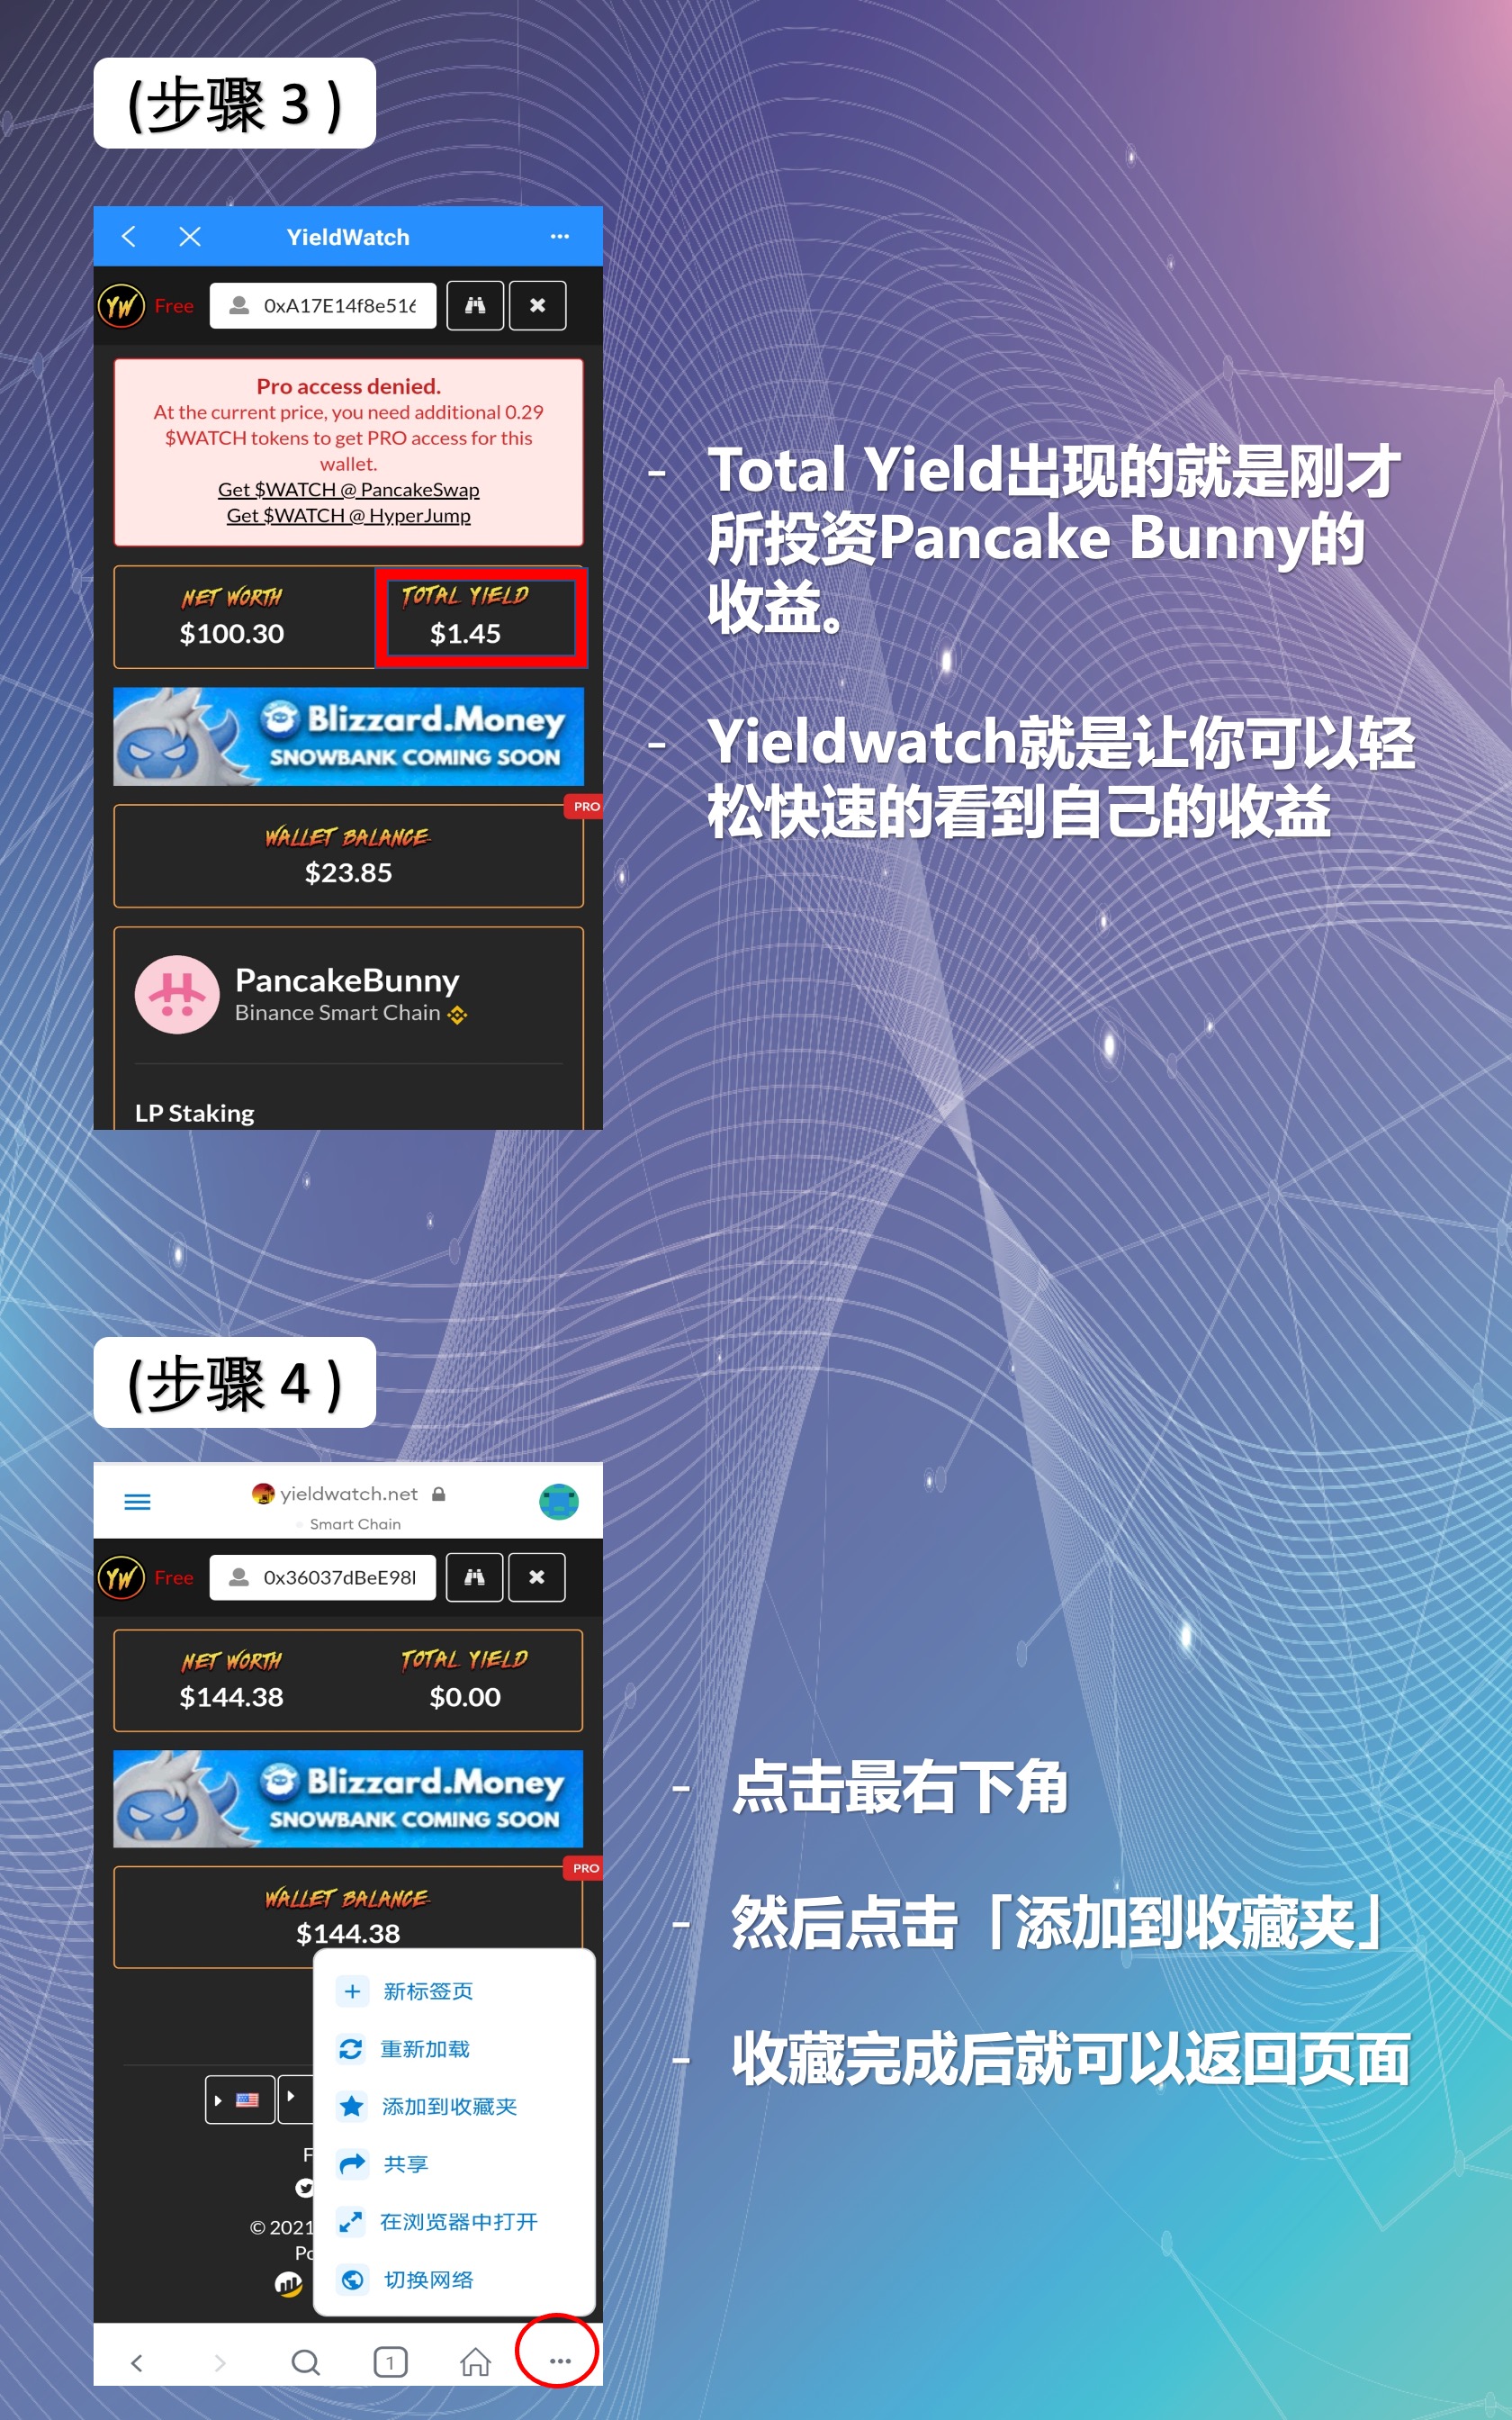 (步骤 3 )
YieldWatch
YW Free 0xA17E14f8e516
Pro access denied.
At the current price, you need additional 0.29
$WATCH tokens to get PRO access for this
wallet.
Get $WATCH @ PancakeSwap
Get $WATCH @ HyperJump
NET WORTH TOTAL YIELD
$100.30 $1.45
Blizzard.Money
SNOWBANK COMING SOON
PRO
WALLET BALANCE
$23.85
PancakeBunny
Binance Smart Chain
LP Staking
- Total Yield出现的就是刚才
所投资Pancake Bunny的
收益。
- Yieldwatch就是让你可以轻
松快速的看到自己的收益
(步骤 4 )
yieldwatch.net
Smart Chain
YW Free 0x36037dBeE98
NET WORTH TOTAL YIELD
$144.38 $0.00
Blizzard.Money
SNOWBANK COMING SOON
PRO
WALLET BALANCE
$144.38
新标签页
重新加载
添加到收藏夹
共享
在浏览器中打开
切换网络
F
© 2021
Po
1
- 点击最右下角
- 然后点击「添加到收藏夹」
- 收藏完成后就可以返回页面